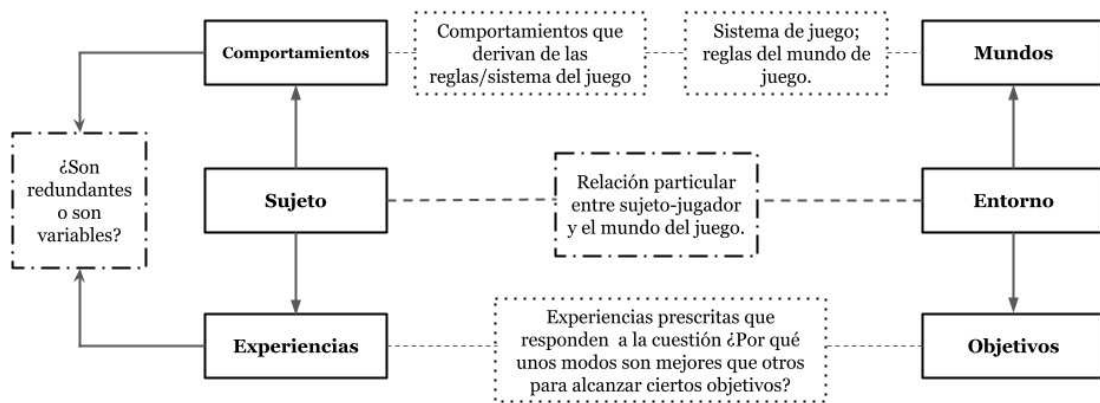 Comportamientos
Comportamientos que
derivan de las
reglas/sistema del juego
Sistema de juego;
reglas del mundo de
juego.
Mundos
¿Son
redundantes
o son
variables?
Sujeto
Relación particular
entre sujeto-jugador
y el mundo del juego.
Entorno
Experiencias
Experiencias prescritas que
responden a la cuestión ¿Por qué
unos modos son mejores que otros
para alcanzar ciertos objetivos?
Objetivos